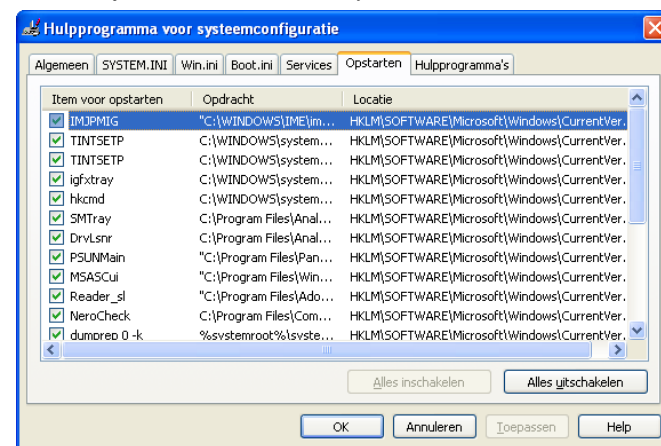 Hulpprogramma voor systeemconfiguratie
Algemeen SYSTEM.INI Win.ini Boot.ini Services Opstarten Hulpprogramma's
Item voor opstarten Opdracht Locatie
IMJPMIG "C:\WINDOWS\IME\im... HKLM\SOFTWARE\Microsoft\Windows\CurrentVer.
TINTSETP C:\WINDOWS\system... HKLM\SOFTWARE\Microsoft\Windows\CurrentVer.
TINTSETP C:\WINDOWS\system... HKLM\SOFTWARE\Microsoft\Windows\CurrentVer.
igfxtray C:\WINDOWS\system... HKLM\SOFTWARE\Microsoft\Windows\CurrentVer.
hkcmd C:\WINDOWS\system... HKLM\SOFTWARE\Microsoft\Windows\CurrentVer.
SMTray C:\Program Files\Anal... HKLM\SOFTWARE\Microsoft\Windows\CurrentVer.
DrvLsnr C:\Program Files\Anal... HKLM\SOFTWARE\Microsoft\Windows\CurrentVer.
PSUNMain "C:\Program Files\Pan... HKLM\SOFTWARE\Microsoft\Windows\CurrentVer.
MSASCui "C:\Program Files\Win... HKLM\SOFTWARE\Microsoft\Windows\CurrentVer.
Reader_sl "C:\Program Files\Ado... HKLM\SOFTWARE\Microsoft\Windows\CurrentVer.
NeroCheck C:\Program Files\Com... HKLM\SOFTWARE\Microsoft\Windows\CurrentVer.
dumprep 0 -k %systemroot%\syste... HKLM\SOFTWARE\Microsoft\Windows\CurrentVer.
Alles inschakelen Alles uitschakelen
OK Annuleren Toepassen Help